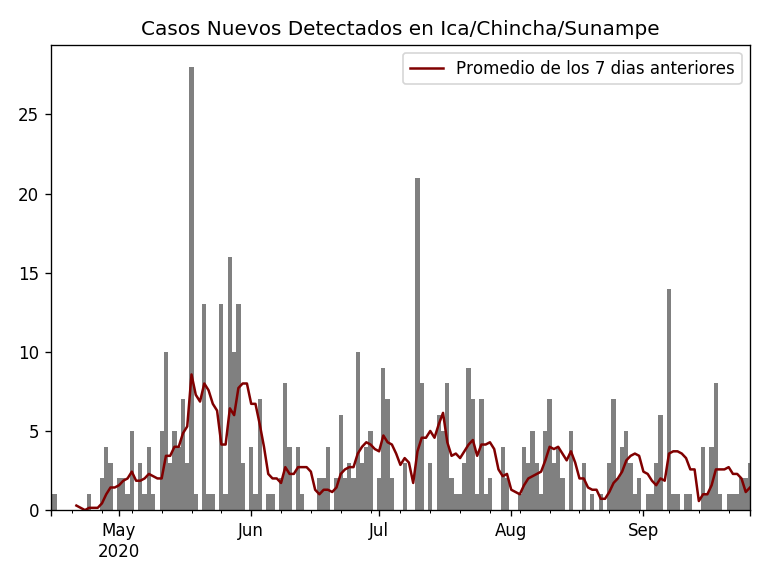 Casos Nuevos Detectados en Ica/Chincha/Sunampe
Promedio de los 7 dias anteriores
25
20
15
10
5
0
May Jun Jul Aug Sep
2020